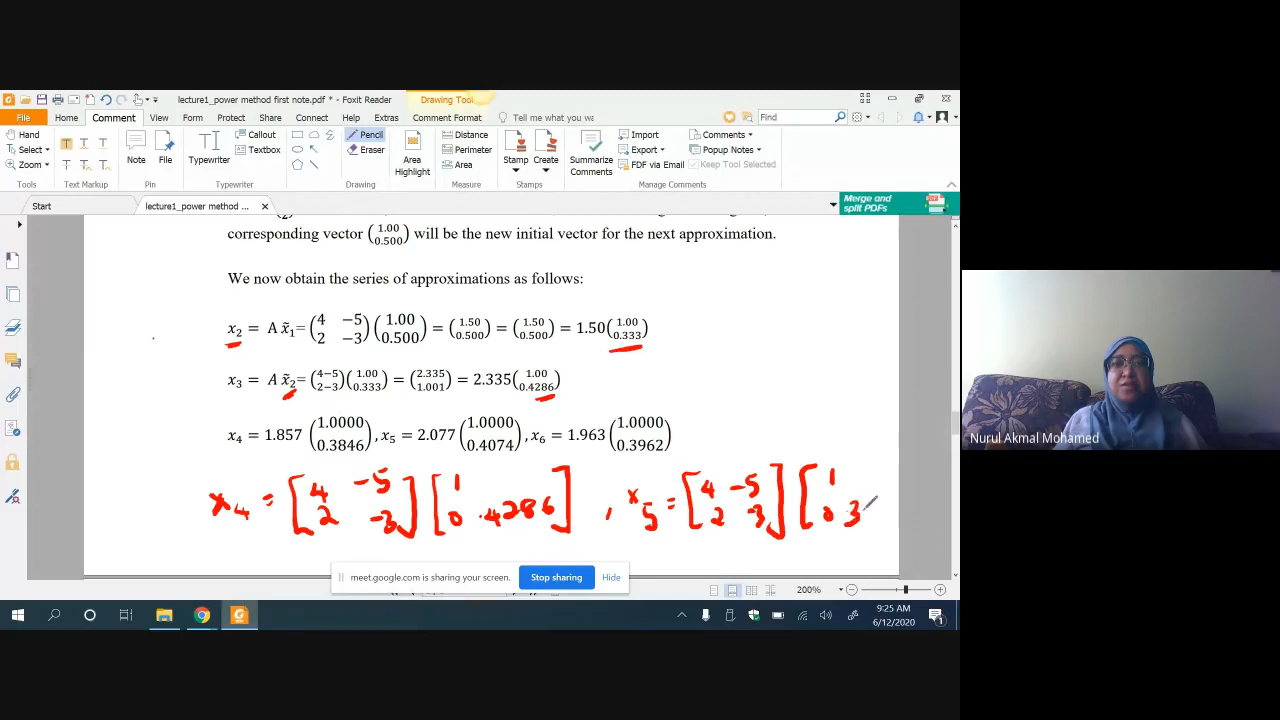 lecture1_power method first note.pdf * - Foxit Reader
Drawing Tools
File Home Comment View Form Protect Share Connect Help Extras Comment Format Tell me what you wa Find
Hand Select Zoom Tools
Text Markup
Note File Pin
Typewriter Callout Textbox Typewriter
Pencil Eraser Drawing
Area Highlight Distance Perimeter Area Measure
Stamp Create Stamps
Summarize Comments Import Export FDF via Email Comments Popup Notes Keep Tool Selected Manage Comments
Start lecture1_power method ... Merge and split PDFs
corresponding vector (1.00 0.500) will be the new initial vector for the next approximation.
We now obtain the series of approximations as follows:
x₂ = A x̃₁= (4 −5 2 −3)(1.00 0.500) = (1.50 0.500) = (1.50 0.500) = 1.50(1.00 0.333)
x₃ = A x̃₂= (4−5 2−3)(1.00 0.333) = (2.335 1.001) = 2.335(1.00 0.4286)
x₄ = 1.857 (1.0000 0.3846), x₅ = 2.077 (1.0000 0.4074), x₆ = 1.963 (1.0000 0.3962)
x₄ = [4 −5 2 −3] [1 0.4286] , x₅ = [4 −5 2 −3] [1 0.3
Nurul Akmal Mohamed
meet.google.com is sharing your screen. Stop sharing Hide
200%
9:25 AM
6/12/2020